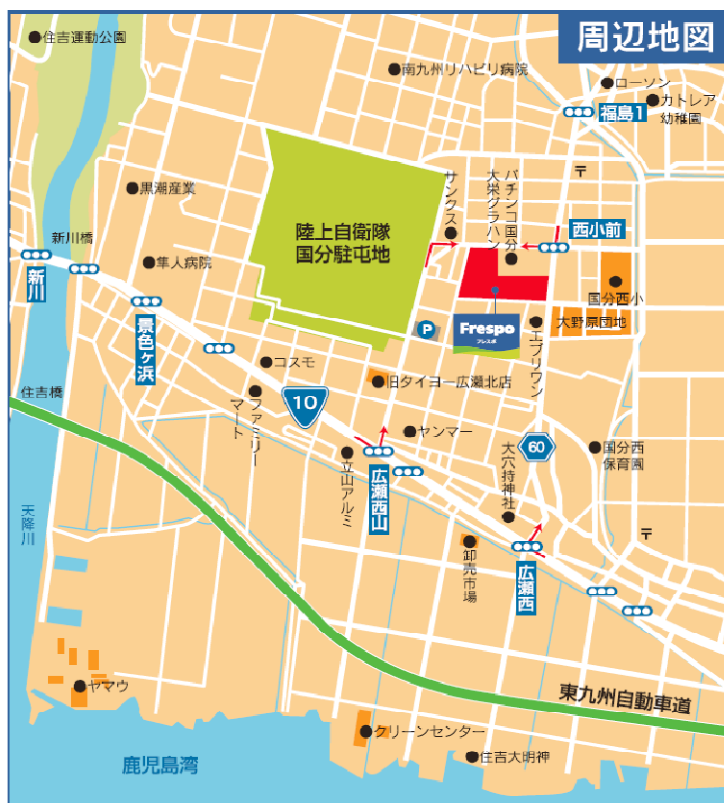 周辺地図
住吉運動公園
南九州リハビリ病院
ローソン
カトレア
幼稚園
福島1
〒
黒潮産業
陸上自衛隊
国分駐屯地
サンクス
パチンコ国分
大栄グラハン
西小前
新川橋
新川
隼人病院
国分西小
景色ヶ浜
P
Frespo
フレスポ
大野原団地
エブリワン
コスモ
旧タイヨー広瀬北店
住吉橋
ファミリー
マート
10
ヤンマー
60
国分西
保育園
立山アルミ
広瀬西山
大穴持神社
天降川
〒
卸売市場
広瀬西
ヤマウ
東九州自動車道
クリーンセンター
鹿児島湾
住吉大明神